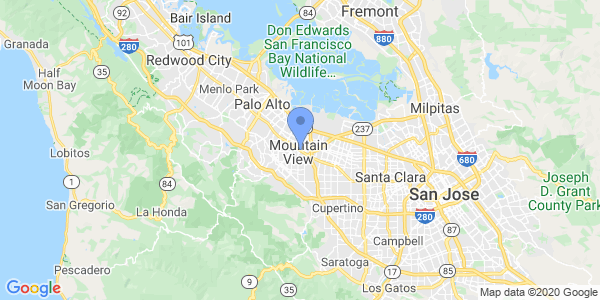 92
Bair Island
84
Fremont
Granada
280
101
Don Edwards
San Francisco
Bay National
Wildlife...
880
Redwood City
35
Half
Moon Bay
Menlo Park
Palo Alto
Milpitas
237
Mountain
View
Lobitos
680
1
84
Santa Clara
San Jose
Joseph
D. Grant
County Park
San Gregorio
La Honda
Cupertino
280
87
35
Campbell
Pescadero
Saratoga
17
85
Los Gatos
Google
Map data ©2020 Google